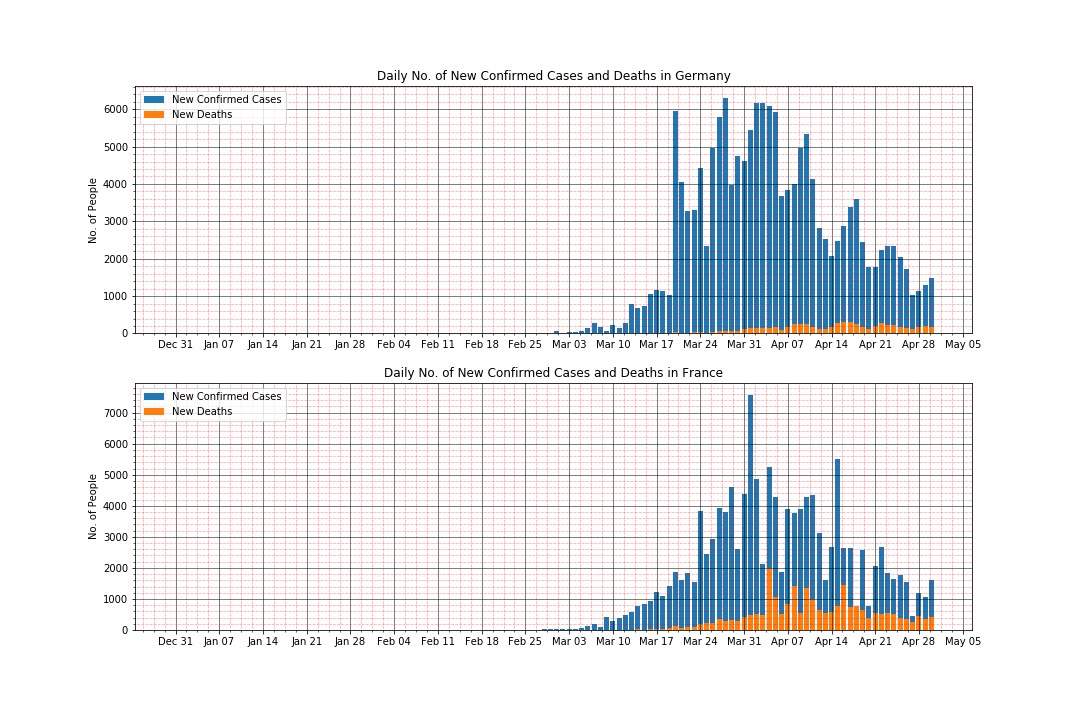 Daily No. of New Confirmed Cases and Deaths in Germany
New Confirmed Cases
New Deaths
No. of People
6000
5000
4000
3000
2000
1000
0
Dec 31 Jan 07 Jan 14 Jan 21 Jan 28 Feb 04 Feb 11 Feb 18 Feb 25 Mar 03 Mar 10 Mar 17 Mar 24 Mar 31 Apr 07 Apr 14 Apr 21 Apr 28 May 05
Daily No. of New Confirmed Cases and Deaths in France
New Confirmed Cases
New Deaths
No. of People
7000
6000
5000
4000
3000
2000
1000
0
Dec 31 Jan 07 Jan 14 Jan 21 Jan 28 Feb 04 Feb 11 Feb 18 Feb 25 Mar 03 Mar 10 Mar 17 Mar 24 Mar 31 Apr 07 Apr 14 Apr 21 Apr 28 May 05